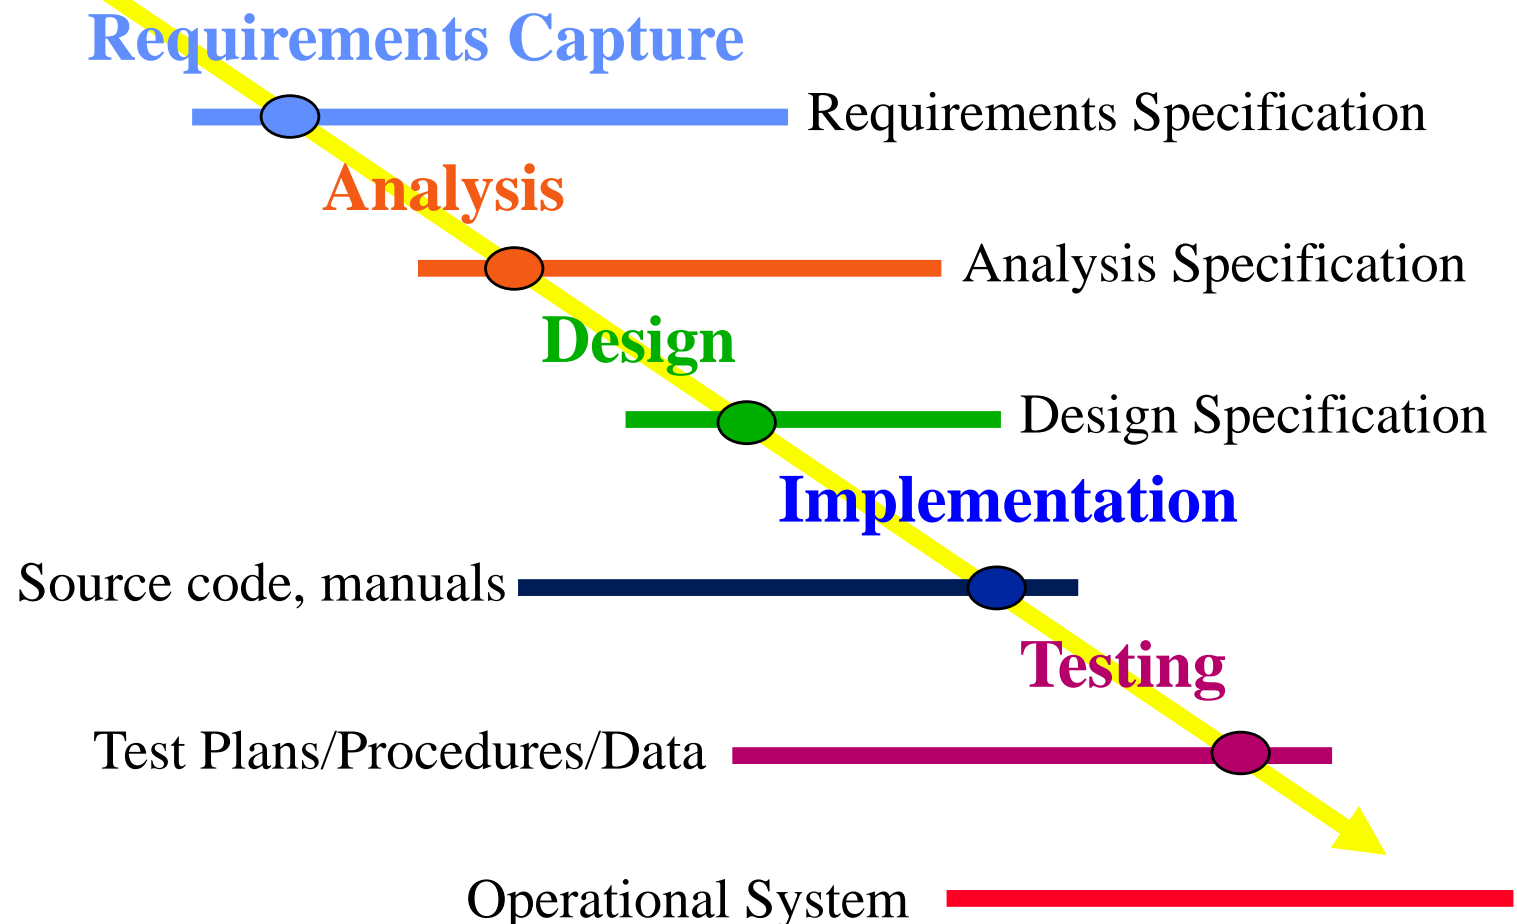 Requirements Capture
Requirements Specification
Analysis
Analysis Specification
Design
Design Specification
Implementation
Source code, manuals
Testing
Test Plans/Procedures/Data
Operational System